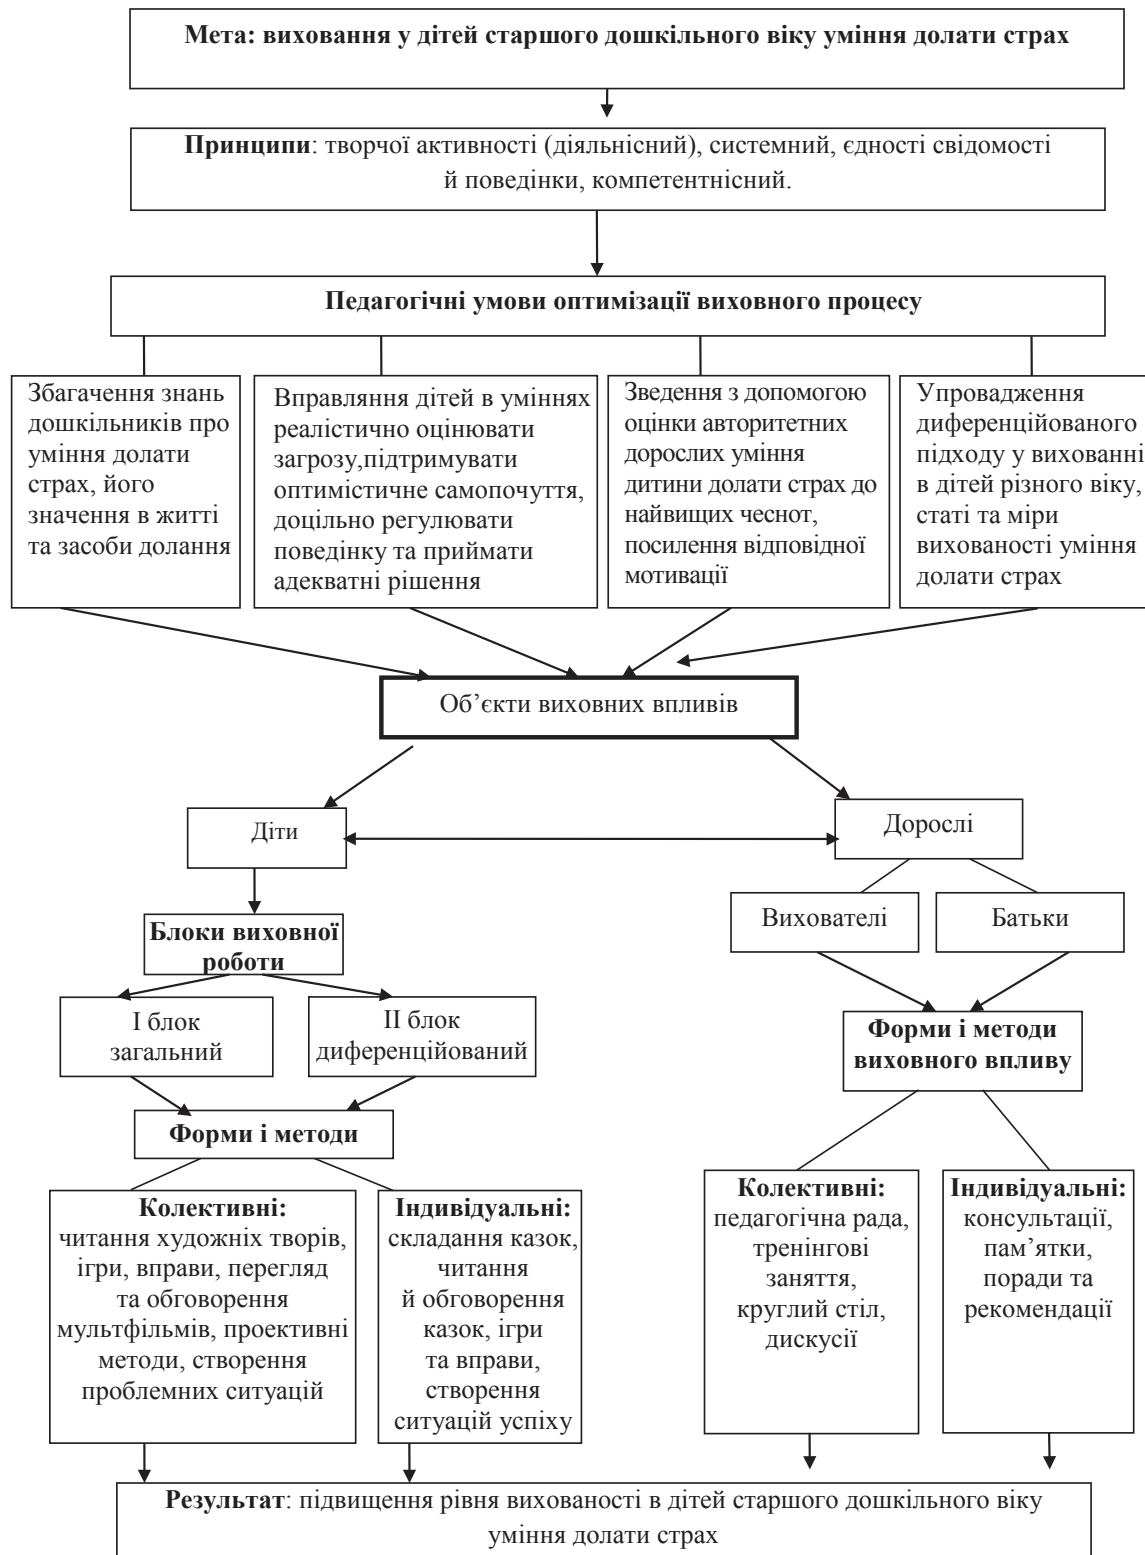 Мета: виховання у дітей старшого дошкільного віку уміння долати страх
Принципи: творчої активності (діяльнісний), системний, єдності свідомості
й поведінки, компетентнісний.
Педагогічні умови оптимізації виховного процесу
Збагачення знань
дошкільників про
уміння долати
страх, його
значення в житті
та засоби долання
Вправляння дітей в уміннях
реалістично оцінювати
загрозу,підтримувати
оптимістичне самопочуття,
доцільно регулювати
поведінку та приймати
адекватні рішення
Зведення з допомогою
оцінки авторитетних
дорослих уміння
дитини долати страх до
найвищих чеснот,
посилення відповідної
мотивації
Упровадження
диференційованого
підходу у вихованні
в дітей різного віку,
статі та міри
вихованості уміння
долати страх
Об’єкти виховних впливів
Діти
Дорослі
Вихователі
Батьки
Блоки виховної
роботи
І блок
загальний
ІІ блок
диференційований
Форми і методи
виховного впливу
Форми і методи
Колективні:
читання художніх творів,
ігри, вправи, перегляд
та обговорення
мультфільмів, проективні
методи, створення
проблемних ситуацій
Індивідуальні:
складання казок,
читання
й обговорення
казок, ігри
та вправи,
створення
ситуацій успіху
Колективні:
педагогічна рада,
тренінгові
заняття,
круглий стіл,
дискусії
Індивідуальні:
консультації,
пам’ятки,
поради та
рекомендації
Результат: підвищення рівня вихованості в дітей старшого дошкільного віку
уміння долати страх